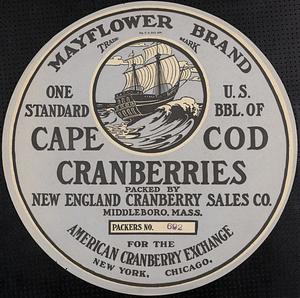 MAYFLOWER BRAND
TRADE MARK
ONE STANDARD
U.S. BBL. OF
CAPE COD
CRANBERRIES
PACKED BY
NEW ENGLAND CRANBERRY SALES CO.
MIDDLEBORO, MASS.
PACKERS NO. 692
FOR THE
AMERICAN CRANBERRY EXCHANGE
NEW YORK, CHICAGO.